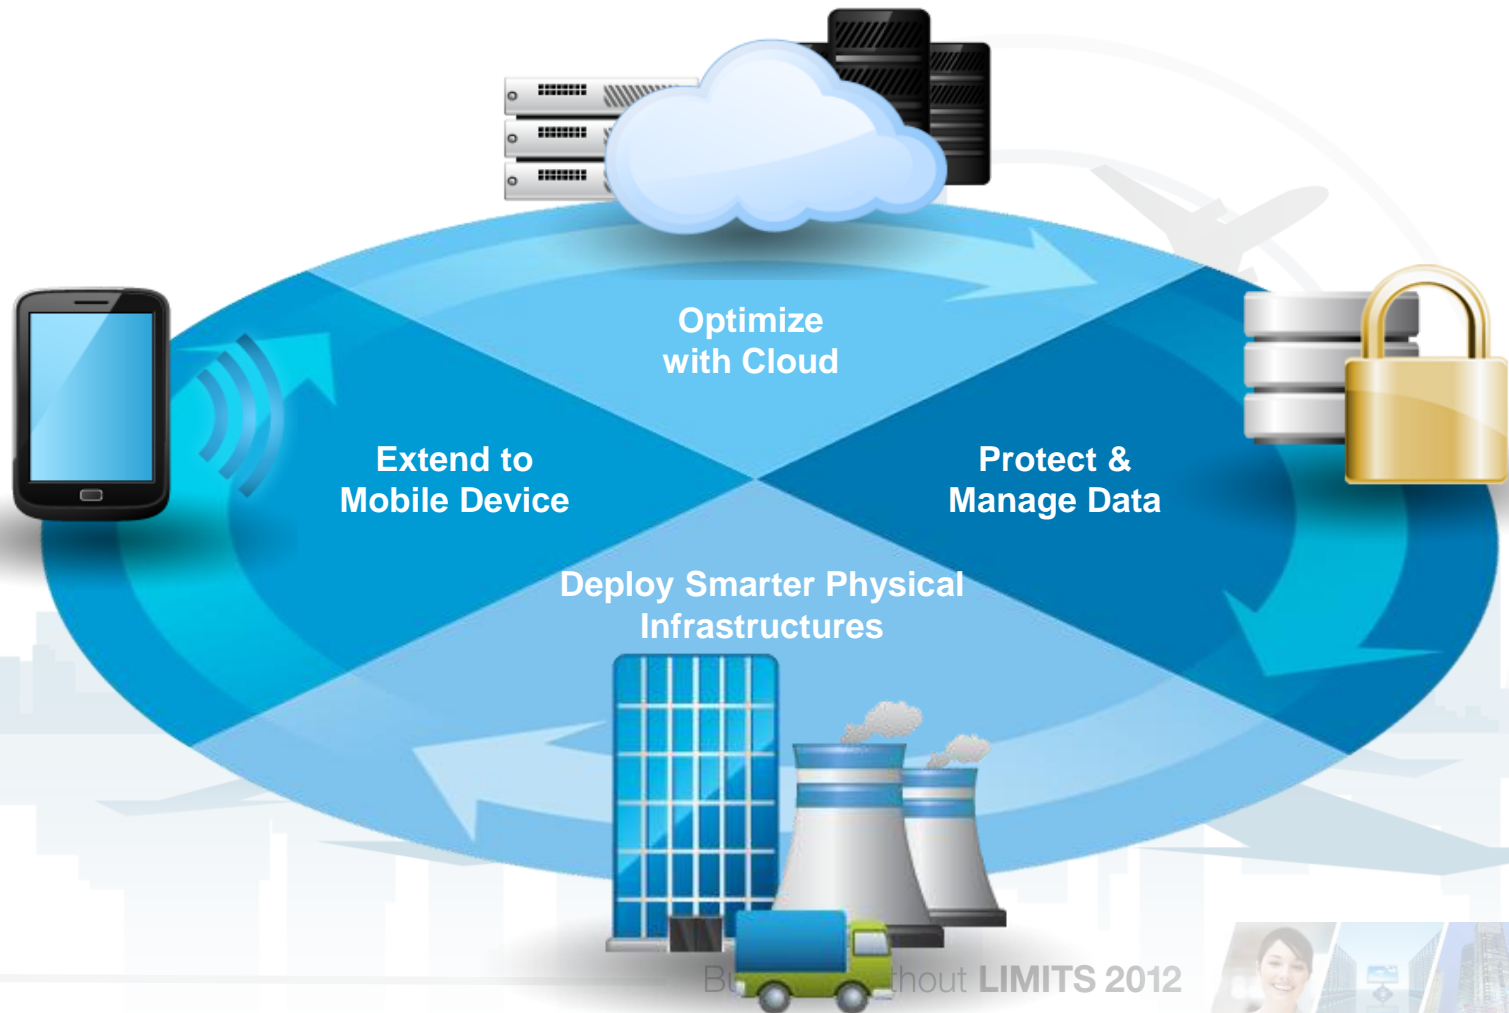 Optimize
with Cloud
Extend to
Mobile Device
Protect &
Manage Data
Deploy Smarter Physical
Infrastructures
LIMITS 2012